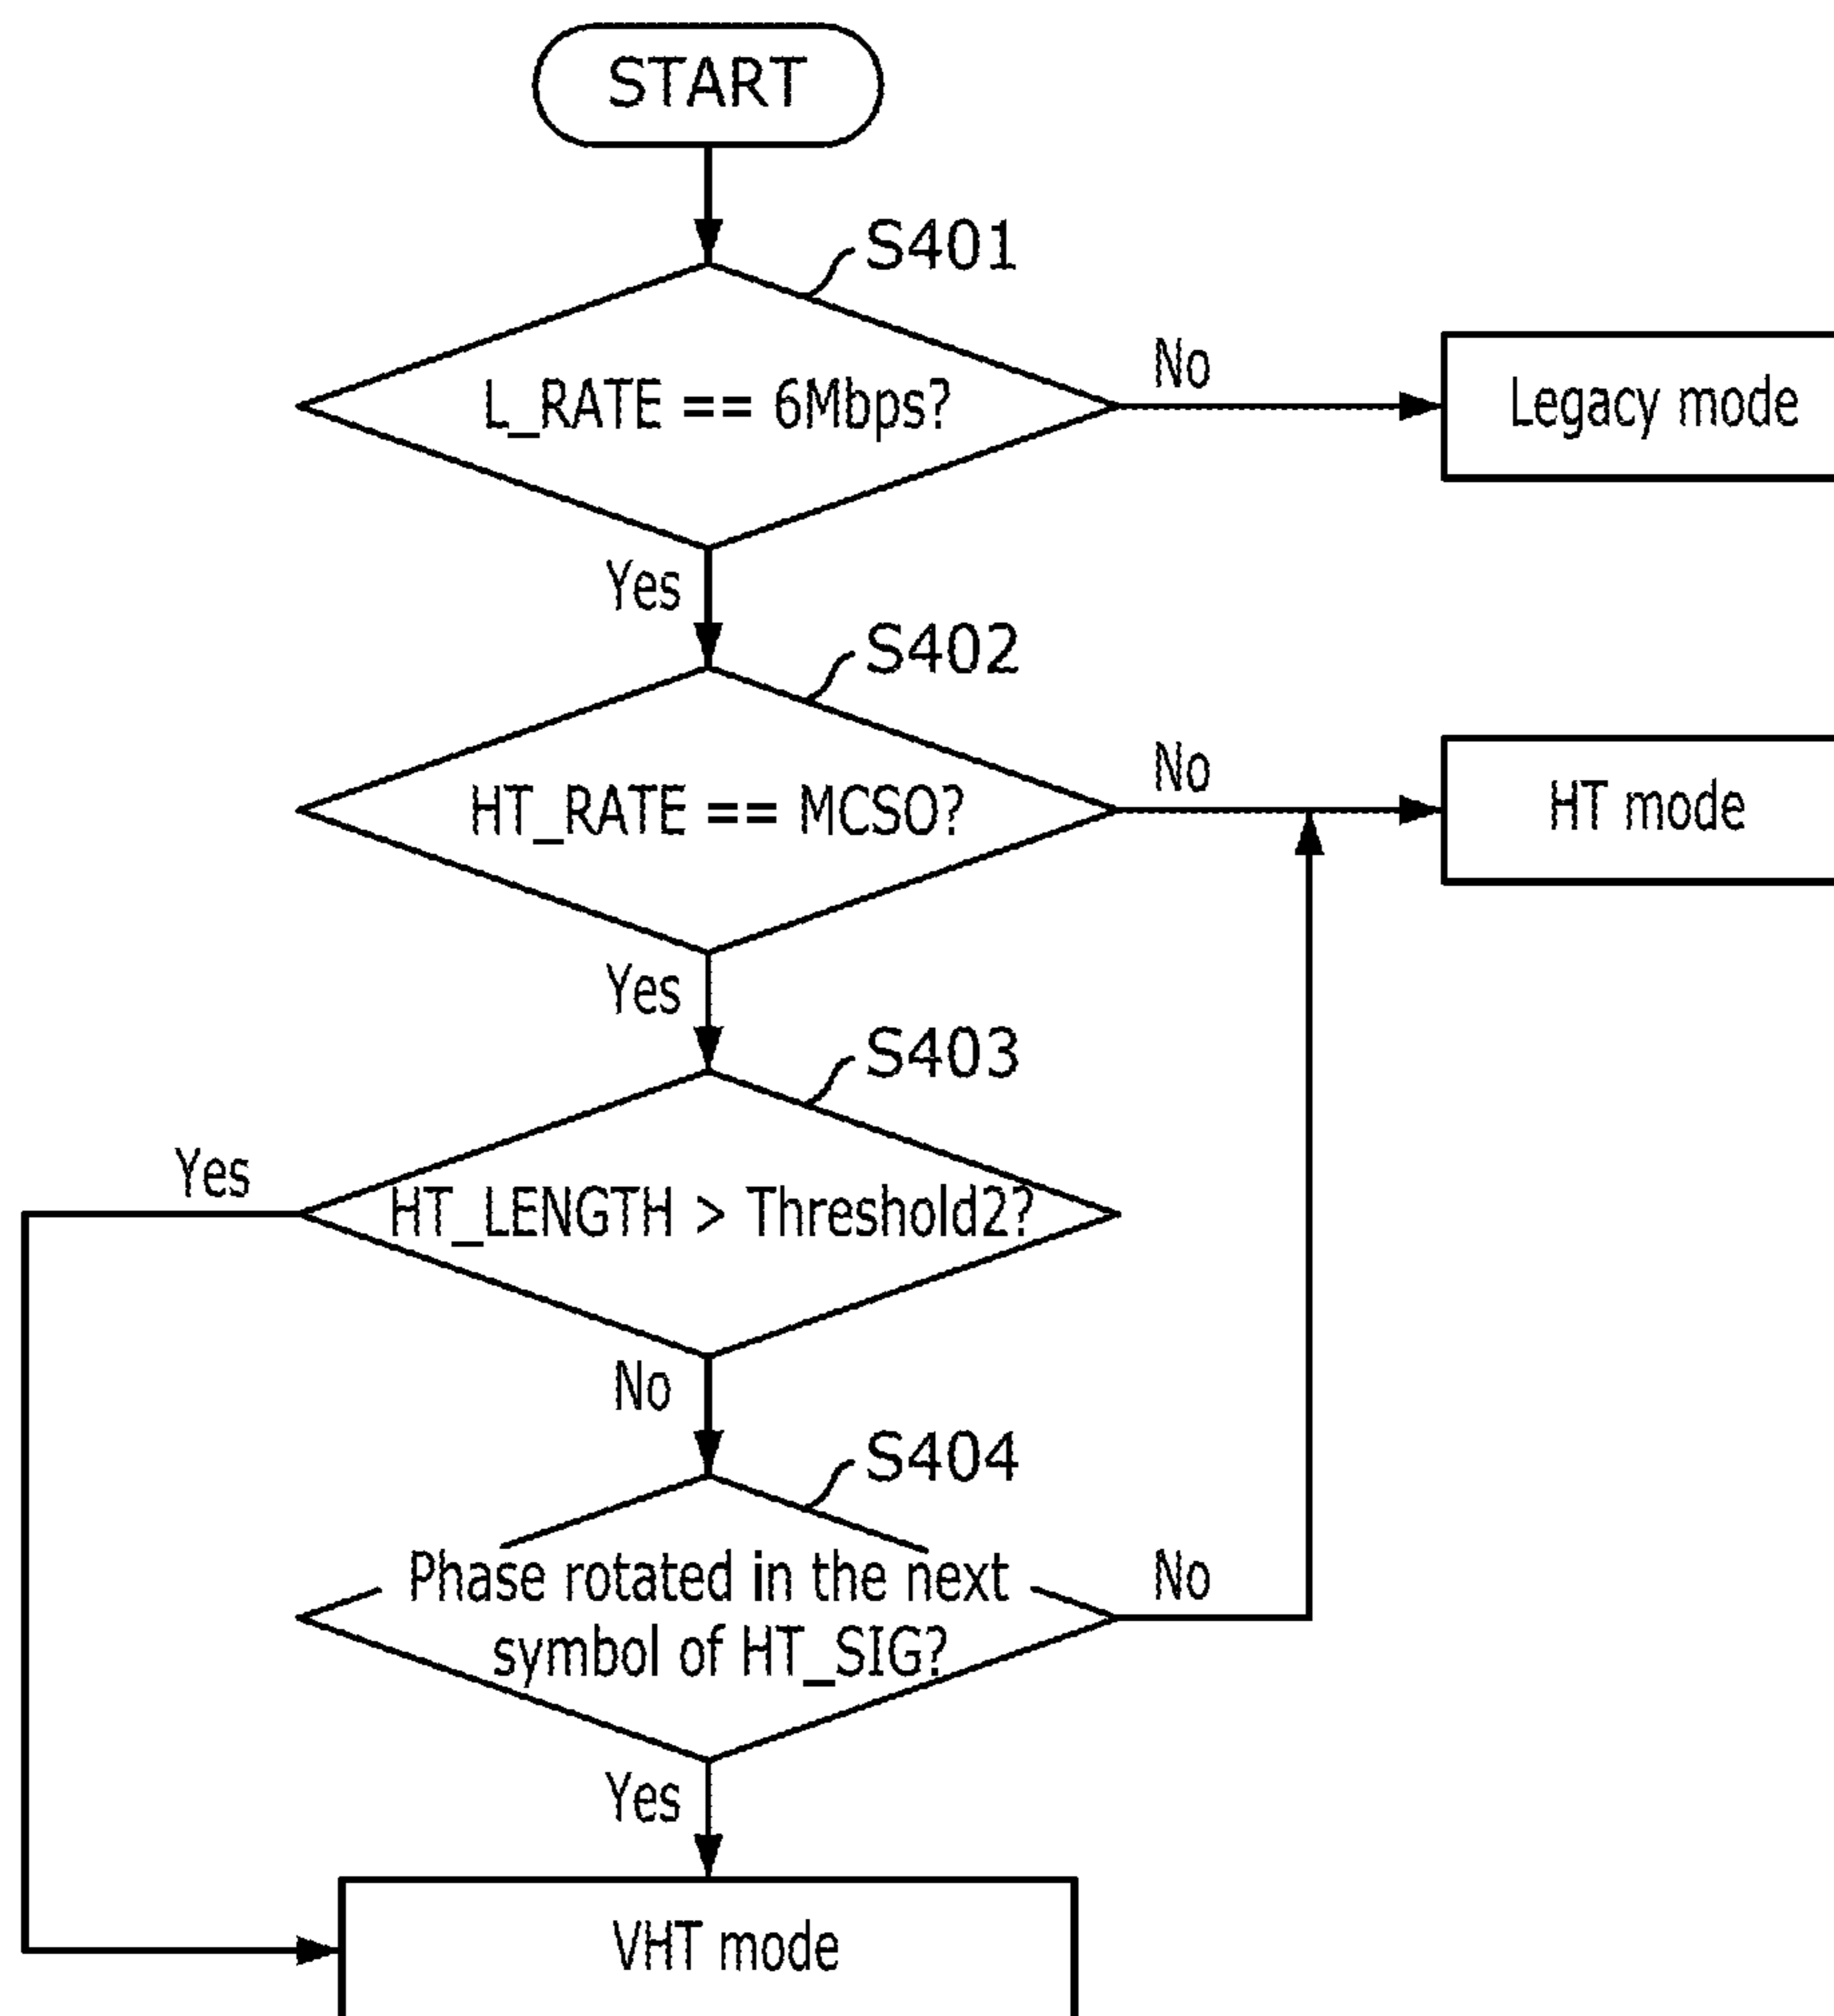 START
S401
L_RATE == 6Mbps?
No
Legacy mode
Yes
S402
HT_RATE == MCSO?
No
HT mode
Yes
S403
Yes
HT_LENGTH > Threshold2?
No
S404
Phase rotated in the next
symbol of HT_SIG?
No
Yes
VHT mode